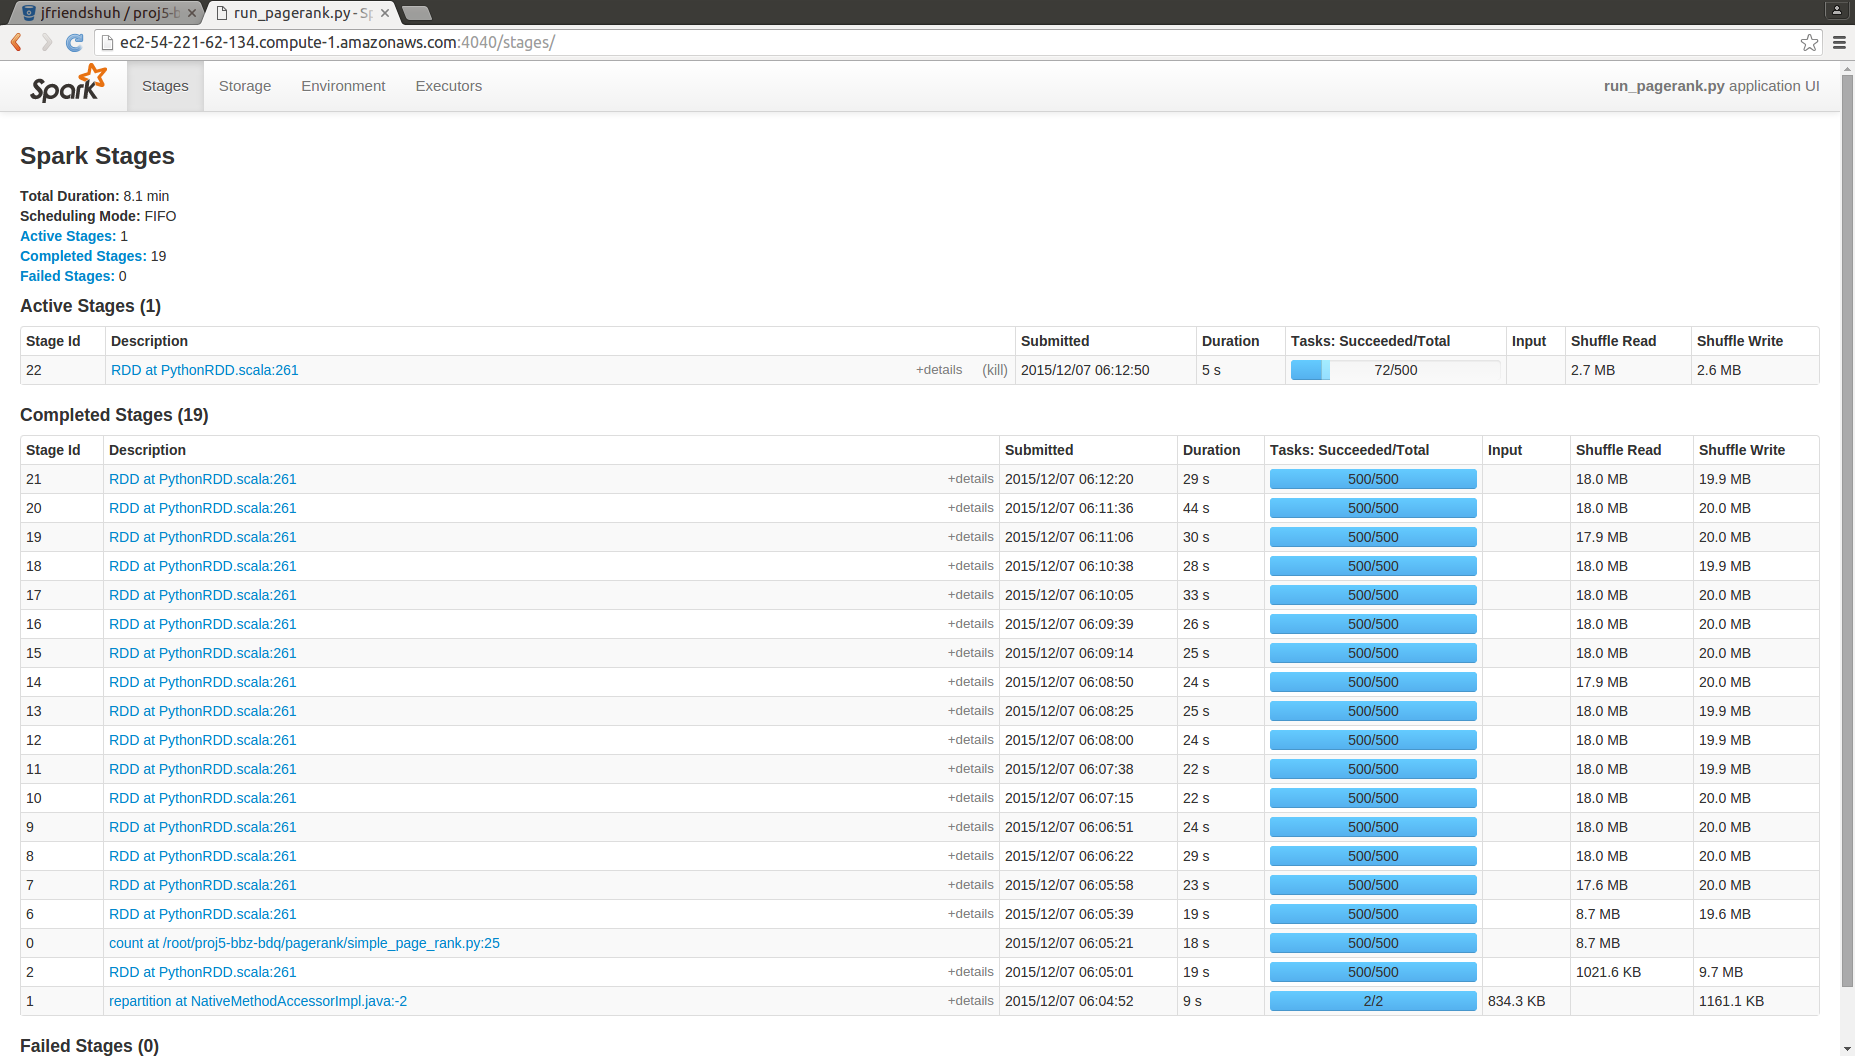 jfriendshuh / proj5-b
run_pagerank.py - Sp
ec2-54-221-62-134.compute-1.amazonaws.com:4040/stages/
Spark Stages Storage Environment Executors run_pagerank.py application UI
Spark Stages
Total Duration: 8.1 min
Scheduling Mode: FIFO
Active Stages: 1
Completed Stages: 19
Failed Stages: 0
Active Stages (1)
Stage Id Description Submitted Duration Tasks: Succeeded/Total Input Shuffle Read Shuffle Write
22 RDD at PythonRDD.scala:261 +details (kill) 2015/12/07 06:12:50 5 s 72/500 2.7 MB 2.6 MB
Completed Stages (19)
Stage Id Description Submitted Duration Tasks: Succeeded/Total Input Shuffle Read Shuffle Write
21 RDD at PythonRDD.scala:261 +details 2015/12/07 06:12:20 29 s 500/500 18.0 MB 19.9 MB
20 RDD at PythonRDD.scala:261 +details 2015/12/07 06:11:36 44 s 500/500 18.0 MB 20.0 MB
19 RDD at PythonRDD.scala:261 +details 2015/12/07 06:11:06 30 s 500/500 17.9 MB 20.0 MB
18 RDD at PythonRDD.scala:261 +details 2015/12/07 06:10:38 28 s 500/500 18.0 MB 19.9 MB
17 RDD at PythonRDD.scala:261 +details 2015/12/07 06:10:05 33 s 500/500 18.0 MB 20.0 MB
16 RDD at PythonRDD.scala:261 +details 2015/12/07 06:09:39 26 s 500/500 18.0 MB 20.0 MB
15 RDD at PythonRDD.scala:261 +details 2015/12/07 06:09:14 25 s 500/500 18.0 MB 20.0 MB
14 RDD at PythonRDD.scala:261 +details 2015/12/07 06:08:50 24 s 500/500 17.9 MB 20.0 MB
13 RDD at PythonRDD.scala:261 +details 2015/12/07 06:08:25 25 s 500/500 18.0 MB 19.9 MB
12 RDD at PythonRDD.scala:261 +details 2015/12/07 06:08:00 24 s 500/500 18.0 MB 19.9 MB
11 RDD at PythonRDD.scala:261 +details 2015/12/07 06:07:38 22 s 500/500 18.0 MB 19.9 MB
10 RDD at PythonRDD.scala:261 +details 2015/12/07 06:07:15 22 s 500/500 18.0 MB 20.0 MB
9 RDD at PythonRDD.scala:261 +details 2015/12/07 06:06:51 24 s 500/500 18.0 MB 20.0 MB
8 RDD at PythonRDD.scala:261 +details 2015/12/07 06:06:22 29 s 500/500 18.0 MB 20.0 MB
7 RDD at PythonRDD.scala:261 +details 2015/12/07 06:05:58 23 s 500/500 17.6 MB 20.0 MB
6 RDD at PythonRDD.scala:261 +details 2015/12/07 06:05:39 19 s 500/500 8.7 MB 19.6 MB
0 count at /root/proj5-bbz-bdq/pagerank/simple_page_rank.py:25 2015/12/07 06:05:21 18 s 500/500 8.7 MB
2 RDD at PythonRDD.scala:261 +details 2015/12/07 06:05:01 19 s 500/500 1021.6 KB 9.7 MB
1 repartition at NativeMethodAccessorImpl.java:-2 +details 2015/12/07 06:04:52 9 s 2/2 834.3 KB 1161.1 KB
Failed Stages (0)